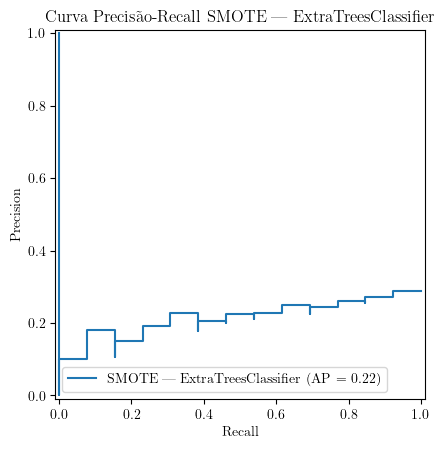 Curva Precisão-Recall SMOTE — ExtraTreesClassifier
1.0
0.8
0.6
0.4
0.2
0.0
Precision
SMOTE — ExtraTreesClassifier (AP = 0.22)
0.0 0.2 0.4 0.6 0.8 1.0
Recall